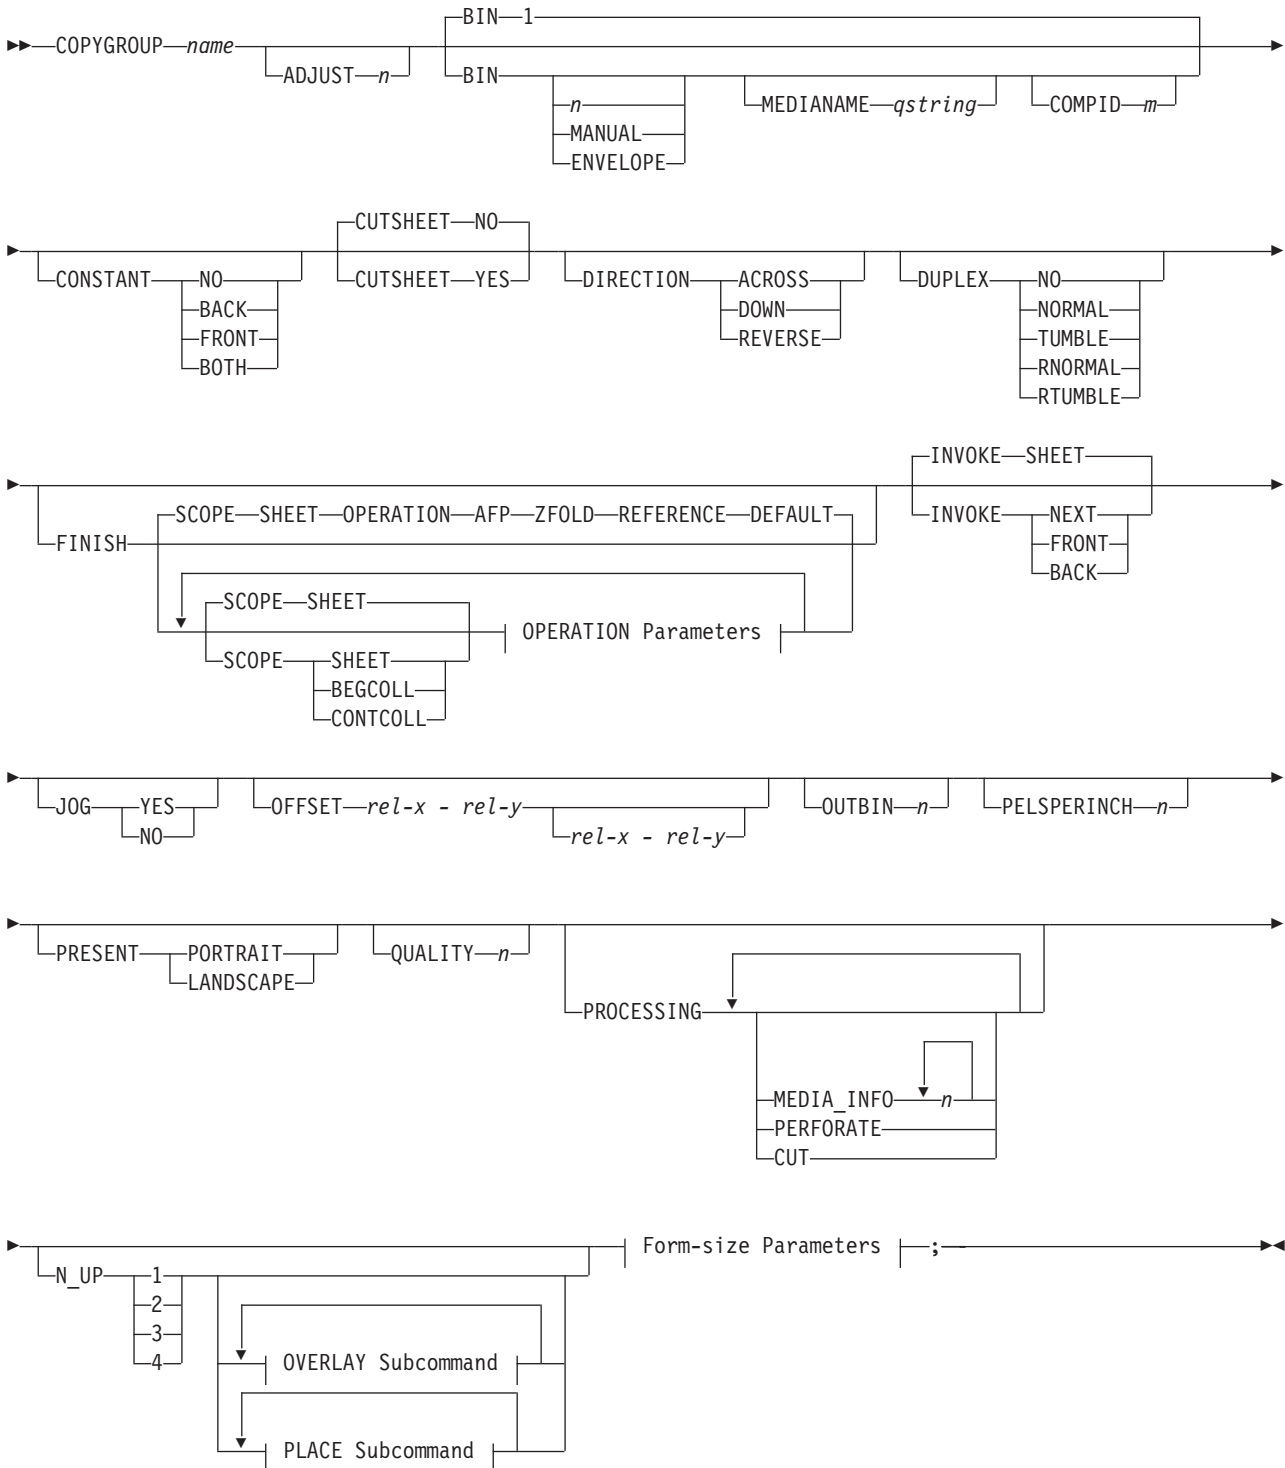 BIN 1
COPYGROUP name
ADJUST n
BIN
n
MANUAL
ENVELOPE
MEDIANAME qstring
COMPID m
CONSTANT NO
BACK
FRONT
BOTH
CUTSHEET NO
CUTSHEET YES
DIRECTION ACROSS
DOWN
REVERSE
DUPLEX NO
NORMAL
TUMBLE
RNORMAL
RTUMBLE
FINISH
SCOPE SHEET OPERATION AFP ZFOLD REFERENCE DEFAULT
SCOPE SHEET
OPERATION Parameters
SCOPE SHEET
BEGCOLL
CONTCOLL
INVOKE SHEET
INVOKE NEXT
FRONT
BACK
JOG YES
NO
OFFSET rel-x - rel-y
rel-x - rel-y
OUTBIN n
PELSPERINCH n
PRESENT PORTRAIT
LANDSCAPE
QUALITY n
PROCESSING
MEDIA_INFO n
PERFORATE
CUT
N_UP 1
2
3
4
OVERLAY Subcommand
PLACE Subcommand
Form-size Parameters ;